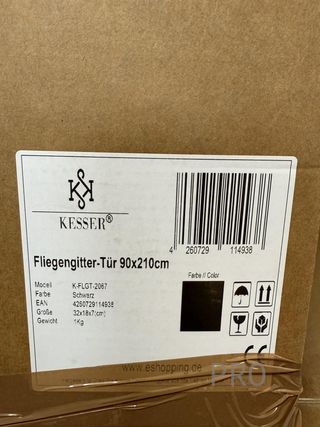 KESSER®
4 260729 114938
Fliegengitter-Tür 90x210cm
Modell K-FLGT-2067
Farbe Schwarz
EAN 4260729114938
Größe 32x18x7(cm)
Gewicht 1Kg
Farbe // Color
www.eshopping.de
PRO
CE